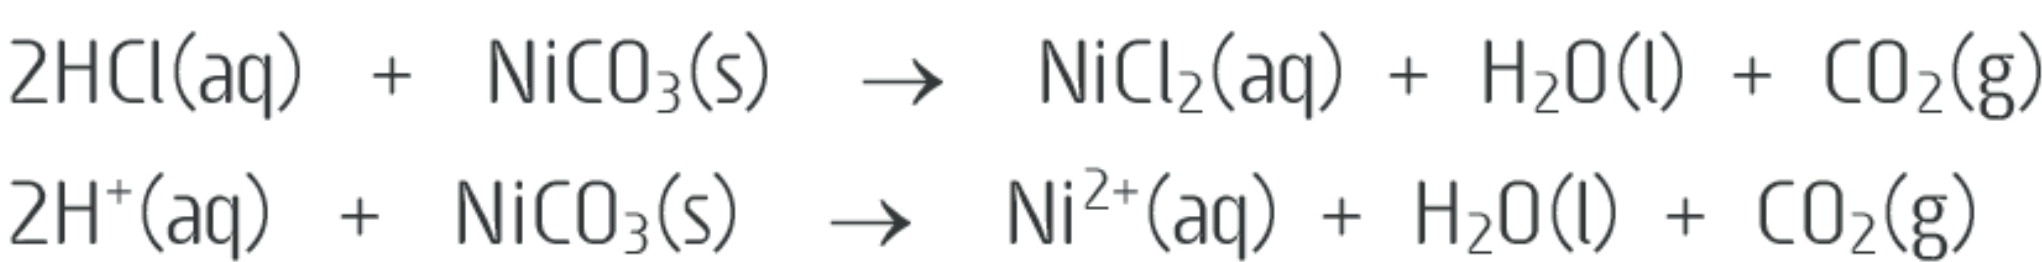 2HCl(aq) + NiCO₃(s) → NiCl₂(aq) + H₂O(l) + CO₂(g)
2H⁺(aq) + NiCO₃(s) → Ni²⁺(aq) + H₂O(l) + CO₂(g)